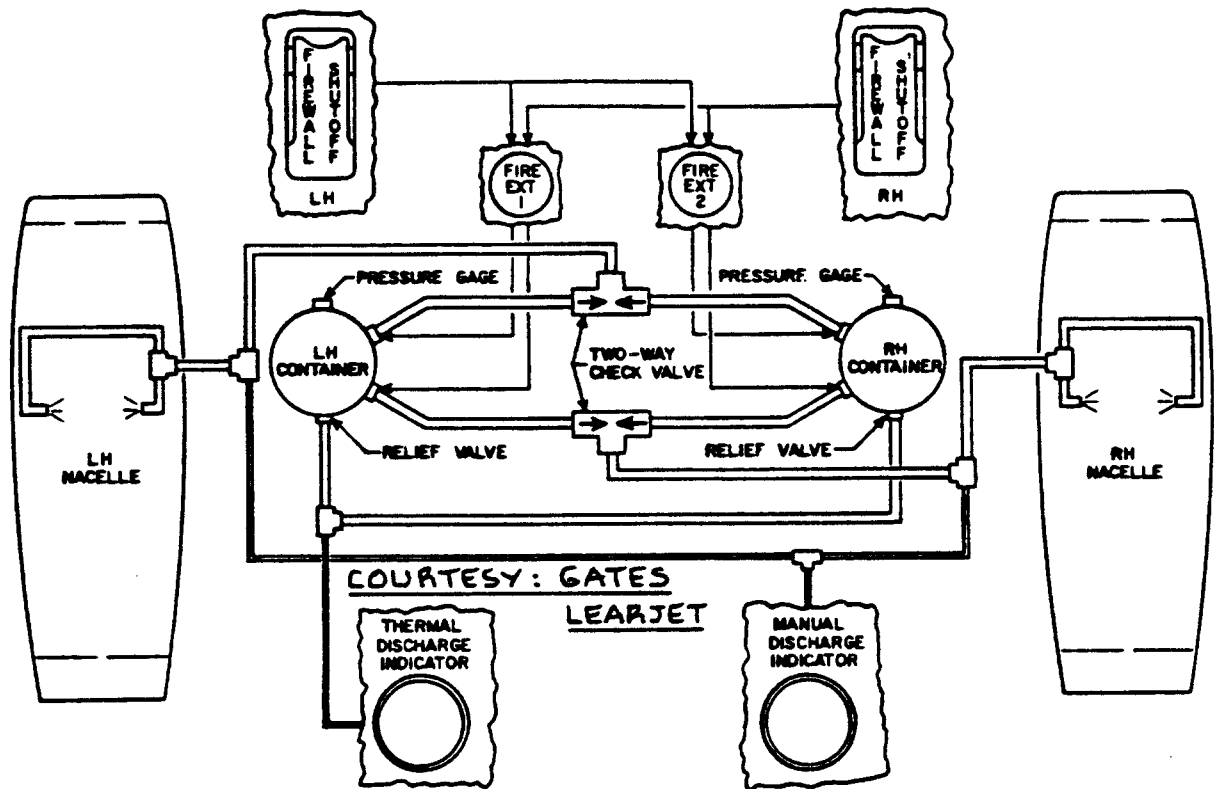 FIREWALL
SHUTOFF
LH
FIREWALL
SHUTOFF
RH
FIRE
EXT
1
FIRE
EXT
2
PRESSURE GAGE
PRESSURE GAGE
LH
CONTAINER
TWO-WAY
CHECK VALVE
RH
CONTAINER
RELIEF VALVE
RELIEF VALVE
LH
NACELLE
RH
NACELLE
COURTESY: GATES
LEARJET
THERMAL
DISCHARGE
INDICATOR
MANUAL
DISCHARGE
INDICATOR